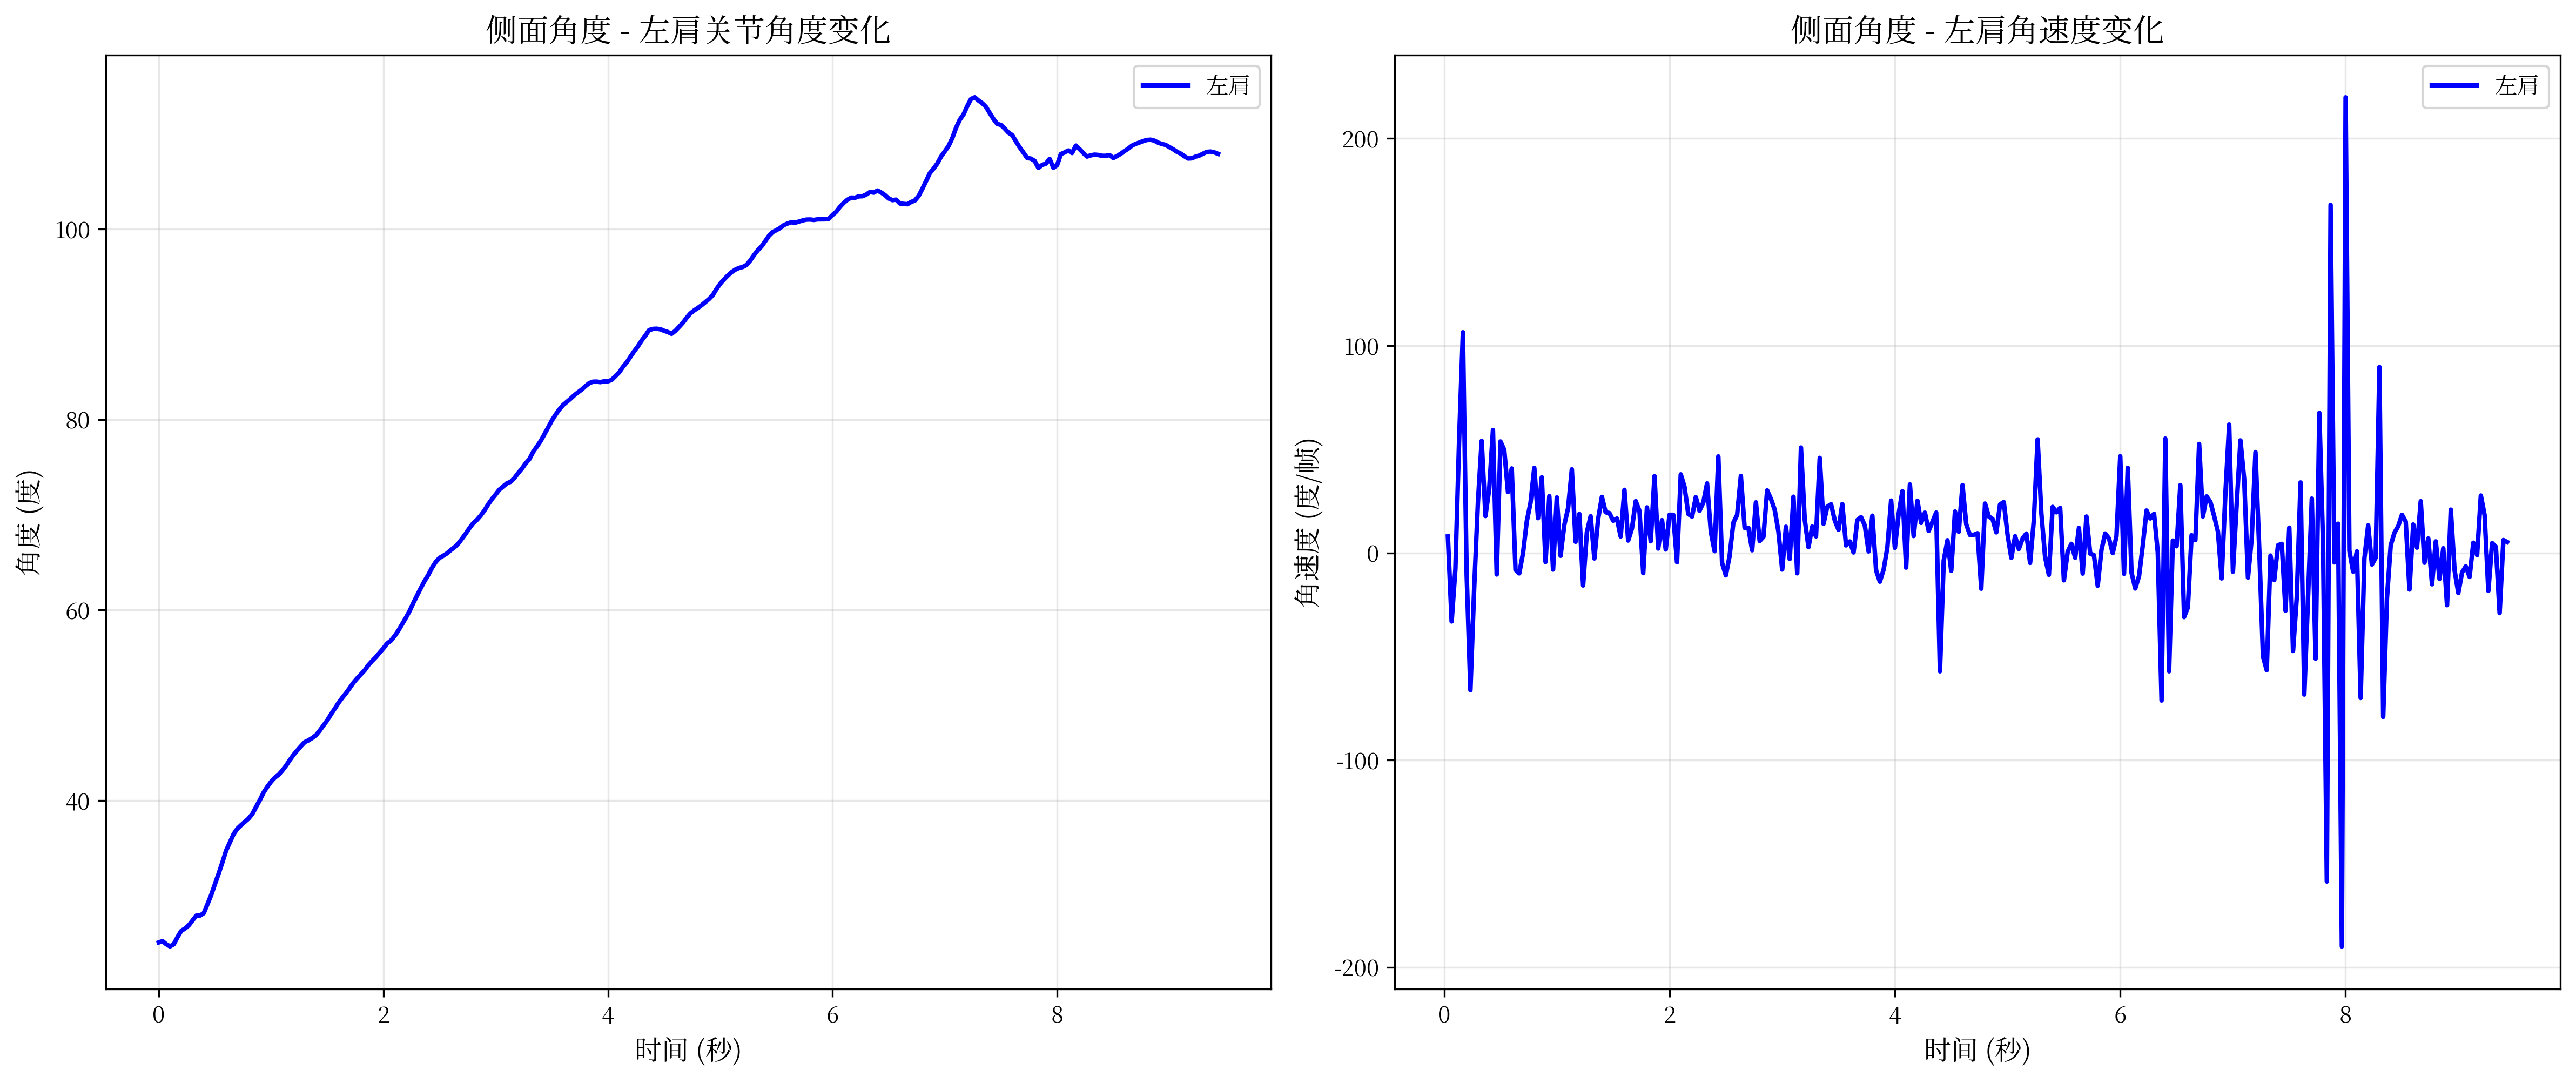 侧面角度 - 左肩关节角度变化
左肩
角度 (度)
100
80
60
40
0 2 4 6 8
时间 (秒)
侧面角度 - 左肩角速度变化
左肩
角速度 (度/帧)
200
100
0
-100
-200
0 2 4 6 8
时间 (秒)